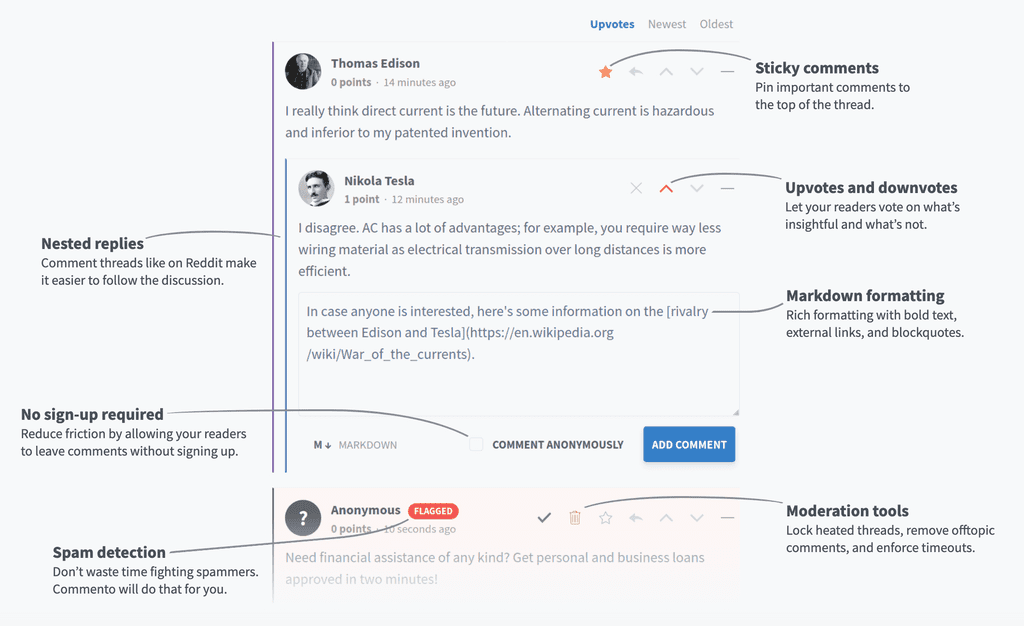 Upvotes Newest Oldest
Thomas Edison
0 points · 14 minutes ago
I really think direct current is the future. Alternating current is hazardous
and inferior to my patented invention.
Sticky comments
Pin important comments to
the top of the thread.
Nikola Tesla
1 point · 12 minutes ago
I disagree. AC has a lot of advantages; for example, you require way less
wiring material as electrical transmission over long distances is more
efficient.
Upvotes and downvotes
Let your readers vote on what’s
insightful and what’s not.
Nested replies
Comment threads like on Reddit make
it easier to follow the discussion.
In case anyone is interested, here's some information on the [rivalry
between Edison and Tesla](https://en.wikipedia.org
/wiki/War_of_the_currents).
Markdown formatting
Rich formatting with bold text,
external links, and blockquotes.
No sign-up required
Reduce friction by allowing your readers
to leave comments without signing up.
M↓ MARKDOWN
COMMENT ANONYMOUSLY
ADD COMMENT
?
Anonymous FLAGGED
0 points · 10 seconds ago
Need financial assistance of any kind? Get personal and business loans
approved in two minutes!
Moderation tools
Lock heated threads, remove offtopic
comments, and enforce timeouts.
Spam detection
Don’t waste time fighting spammers.
Commento will do that for you.